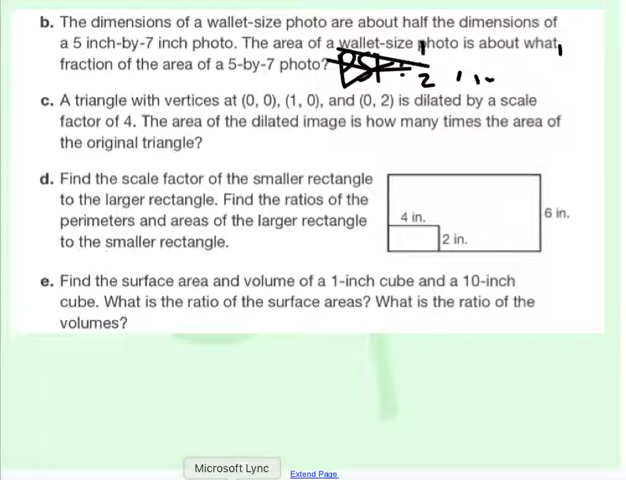 b. The dimensions of a wallet-size photo are about half the dimensions of
a 5 inch-by-7 inch photo. The area of a wallet-size photo is about what
fraction of the area of a 5-by-7 photo?
1
2
c. A triangle with vertices at (0, 0), (1, 0), and (0, 2) is dilated by a scale
factor of 4. The area of the dilated image is how many times the area of
the original triangle?
d. Find the scale factor of the smaller rectangle
to the larger rectangle. Find the ratios of the
perimeters and areas of the larger rectangle
to the smaller rectangle.
4 in.
2 in.
6 in.
e. Find the surface area and volume of a 1-inch cube and a 10-inch
cube. What is the ratio of the surface areas? What is the ratio of the
volumes?
Microsoft Lync
Extend Page